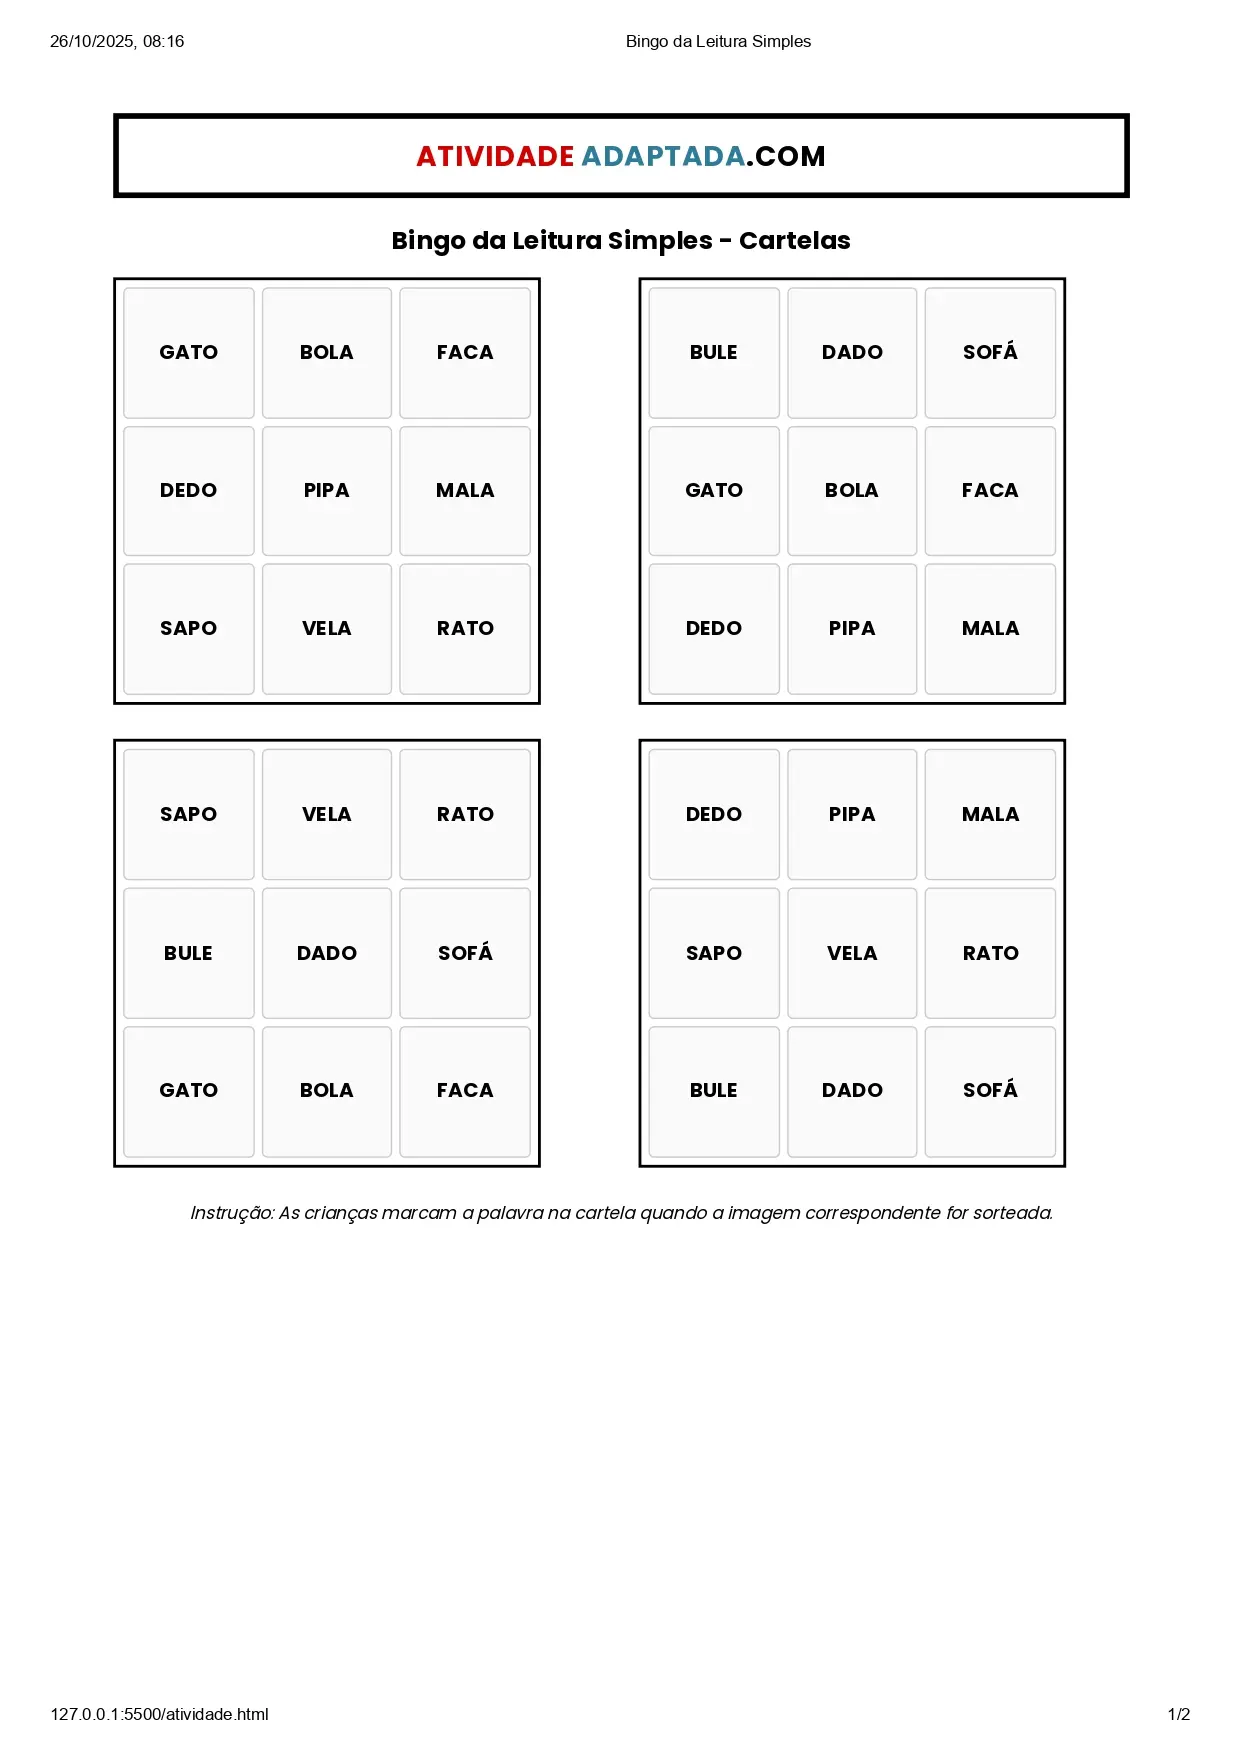 26/10/2025, 08:16 Bingo da Leitura Simples
ATIVIDADE ADAPTADA.COM
Bingo da Leitura Simples - Cartelas
GATO BOLA FACA
DEDO PIPA MALA
SAPO VELA RATO
BULE DADO SOFÁ
GATO BOLA FACA
DEDO PIPA MALA
SAPO VELA RATO
BULE DADO SOFÁ
GATO BOLA FACA
DEDO PIPA MALA
SAPO VELA RATO
BULE DADO SOFÁ
Instrução: As crianças marcam a palavra na cartela quando a imagem correspondente for sorteada.
127.0.0.1:5500/atividade.html 1/2